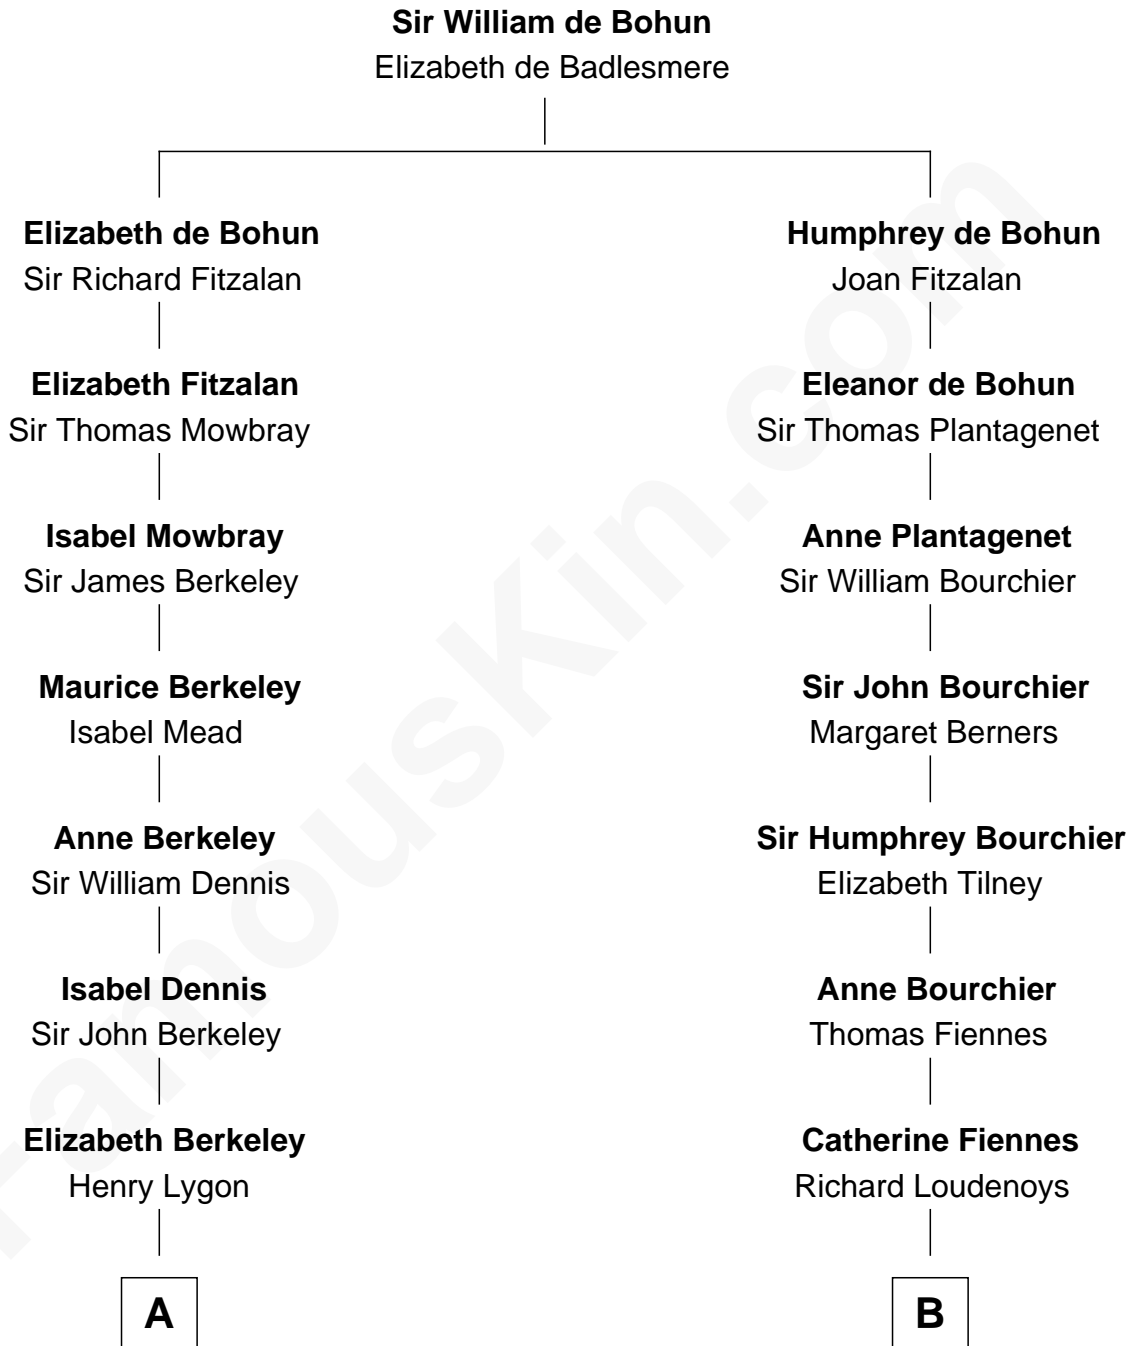 Sir William de Bohun
Elizabeth de Badlesmere
Elizabeth de Bohun
Sir Richard Fitzalan
Humphrey de Bohun
Joan Fitzalan
Elizabeth Fitzalan
Sir Thomas Mowbray
Eleanor de Bohun
Sir Thomas Plantagenet
Isabel Mowbray
Sir James Berkeley
Anne Plantagenet
Sir William Bourchier
Maurice Berkeley
Isabel Mead
Sir John Bourchier
Margaret Berners
Anne Berkeley
Sir William Dennis
Sir Humphrey Bourchier
Elizabeth Tilney
Isabel Dennis
Sir John Berkeley
Anne Bourchier
Thomas Fiennes
Elizabeth Berkeley
Henry Lygon
Catherine Fiennes
Richard Loudenoys
A
B
FamousKin.com